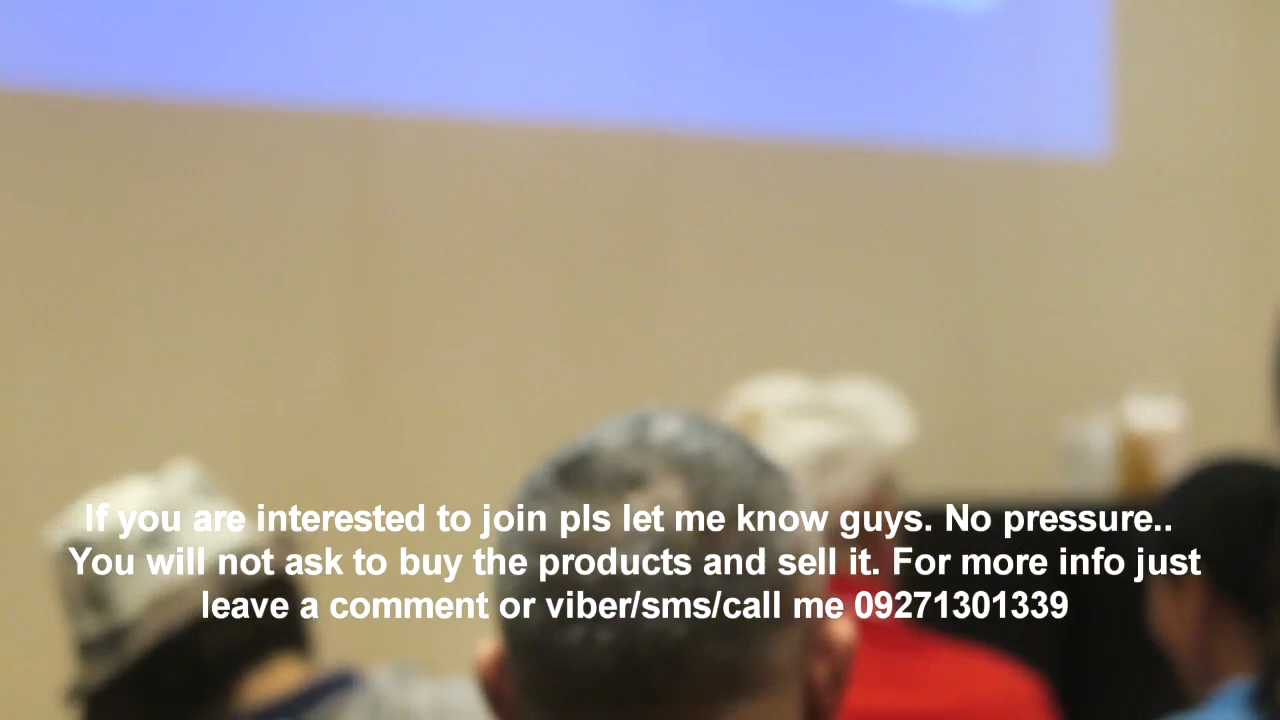 If you are interested to join pls let me know guys. No pressure..
You will not ask to buy the products and sell it. For more info just
leave a comment or viber/sms/call me 09271301339